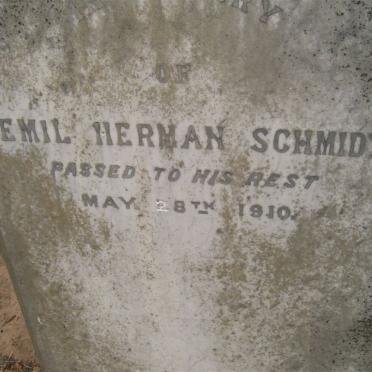 OF
EMIL HERMAN SCHMIDT
PASSED TO HIS REST
MAY. 28TH 1910.